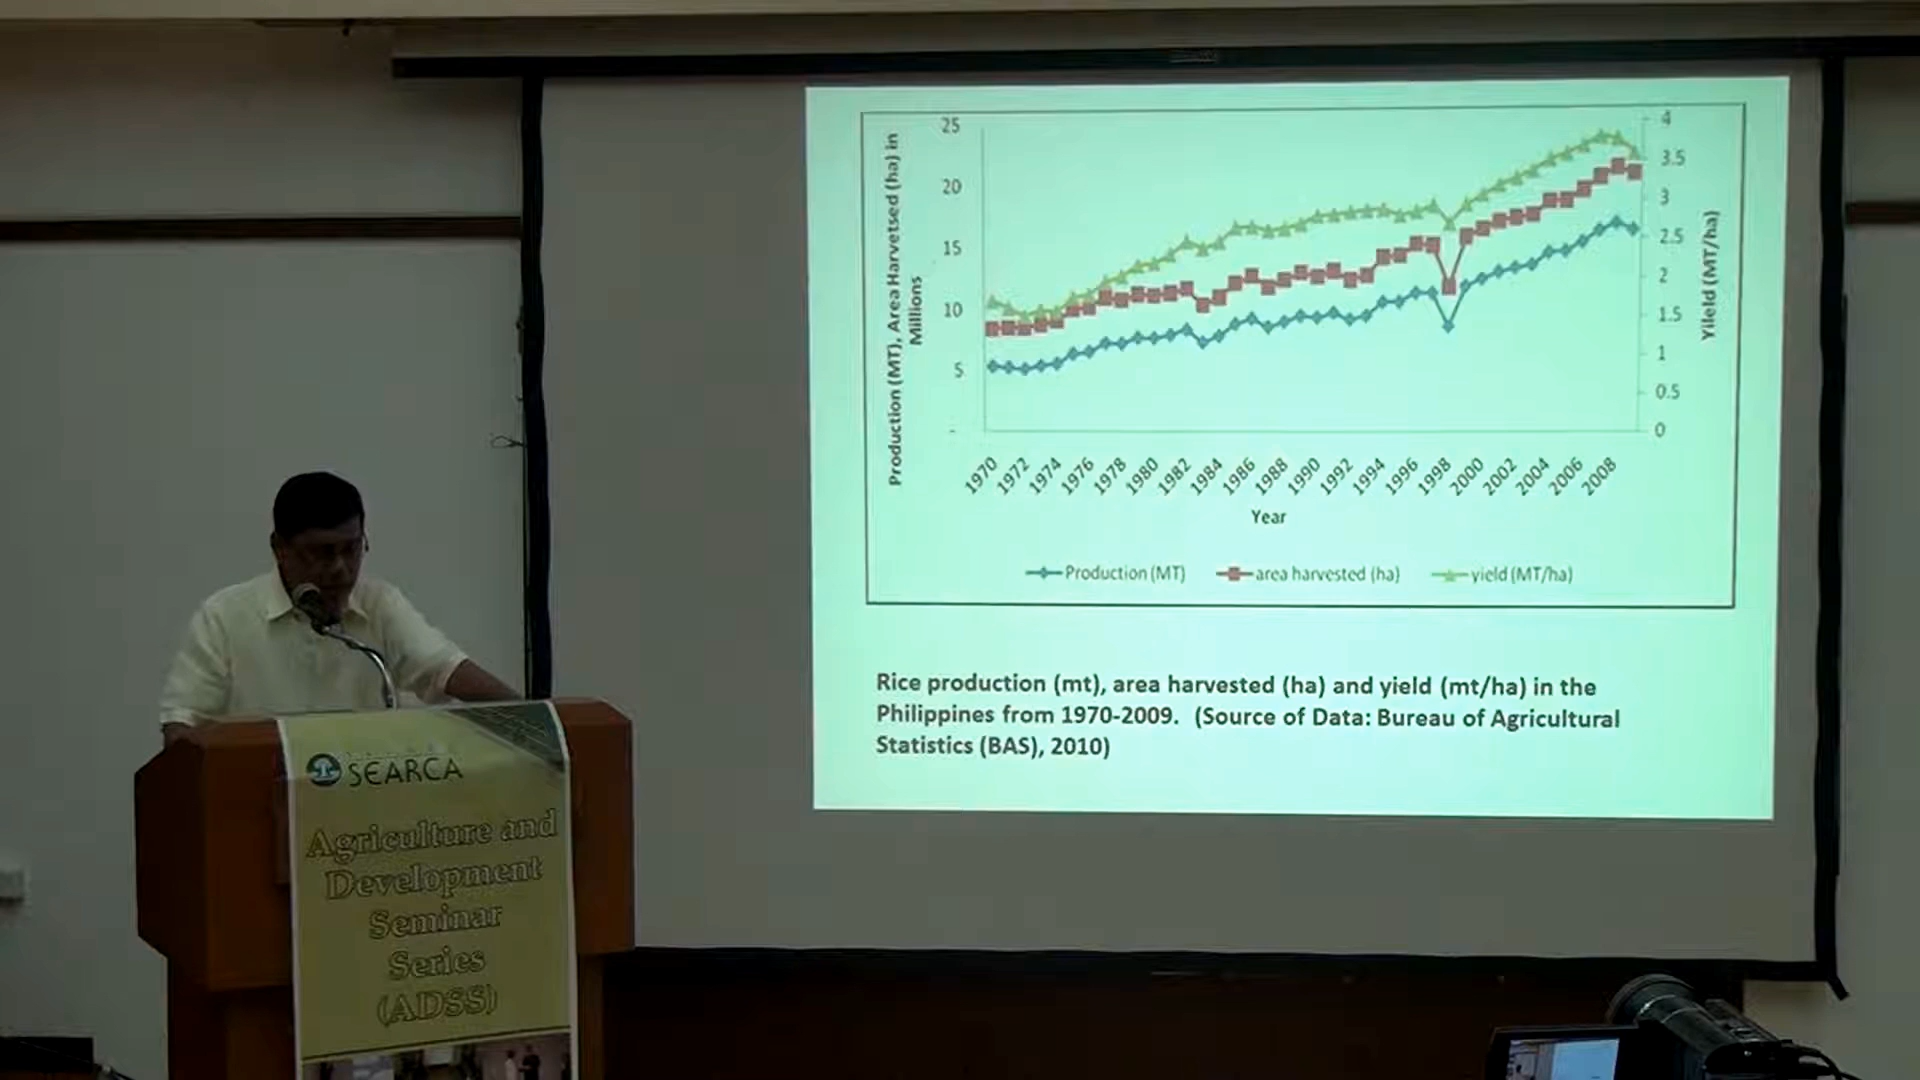 25
20
15
10
5
-
Production (MT), Area Harvetsed (ha) in
Millions
4
3.5
3
2.5
2
1.5
1
0.5
0
Yileld (MT/ha)
1970
1972
1974
1976
1978
1980
1982
1984
1986
1988
1990
1992
1994
1996
1998
2000
2002
2004
2006
2008
Year
Production (MT)
area harvested (ha)
yield (MT/ha)
Rice production (mt), area harvested (ha) and yield (mt/ha) in the
Philippines from 1970-2009. (Source of Data: Bureau of Agricultural
Statistics (BAS), 2010)
SEARCA
Agriculture and
Development
Seminar
Series
(ADSS)